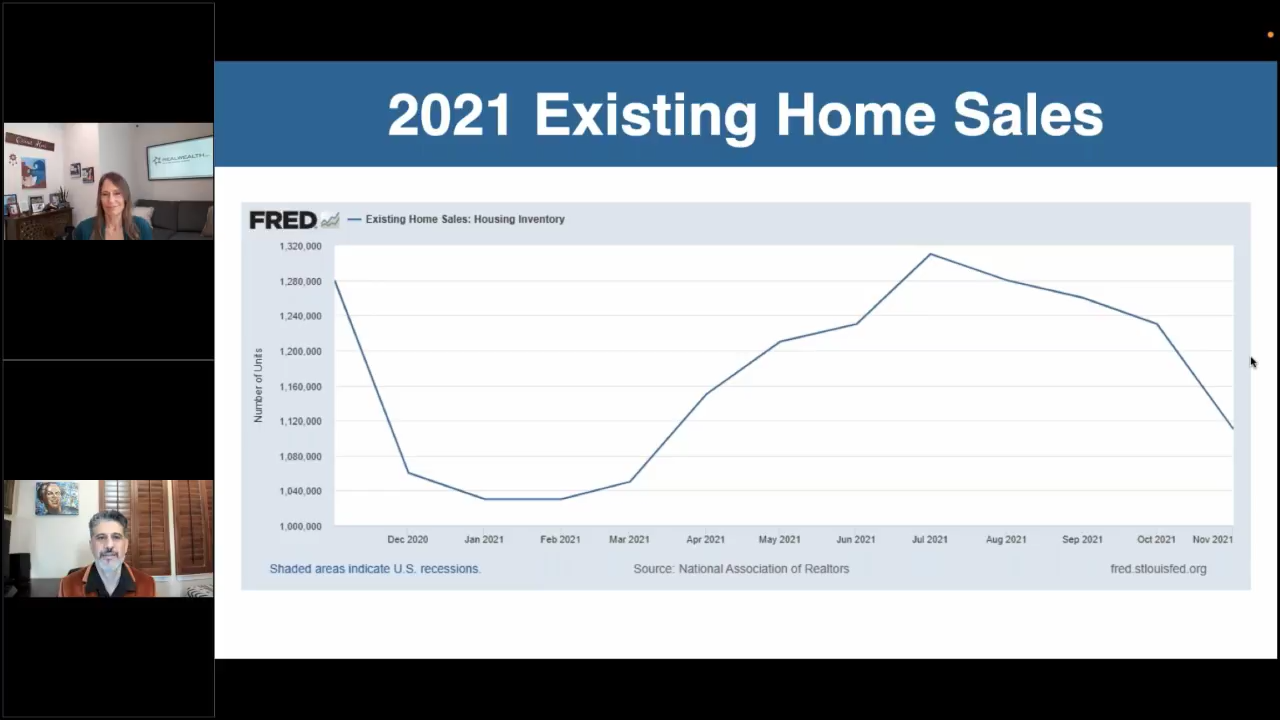 2021 Existing Home Sales
FRED
Existing Home Sales: Housing Inventory
Number of Units
1,320,000
1,280,000
1,240,000
1,200,000
1,160,000
1,120,000
1,080,000
1,040,000
1,000,000
Dec 2020 Jan 2021 Feb 2021 Mar 2021 Apr 2021 May 2021 Jun 2021 Jul 2021 Aug 2021 Sep 2021 Oct 2021 Nov 2021
Shaded areas indicate U.S. recessions. Source: National Association of Realtors fred.stlouisfed.org
REALWEALTH